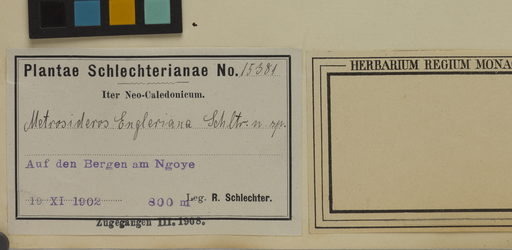 Plantae Schlechterianae No. 15381
Iter Neo-Caledonicum.
Metrosideros Engleriana Schltr. n. sp.
Auf den Bergen am Ngoye
19 XI 1902 800 m Leg. R. Schlechter.
Zugegangen III. 1908.
HERBARIUM REGIUM MONA